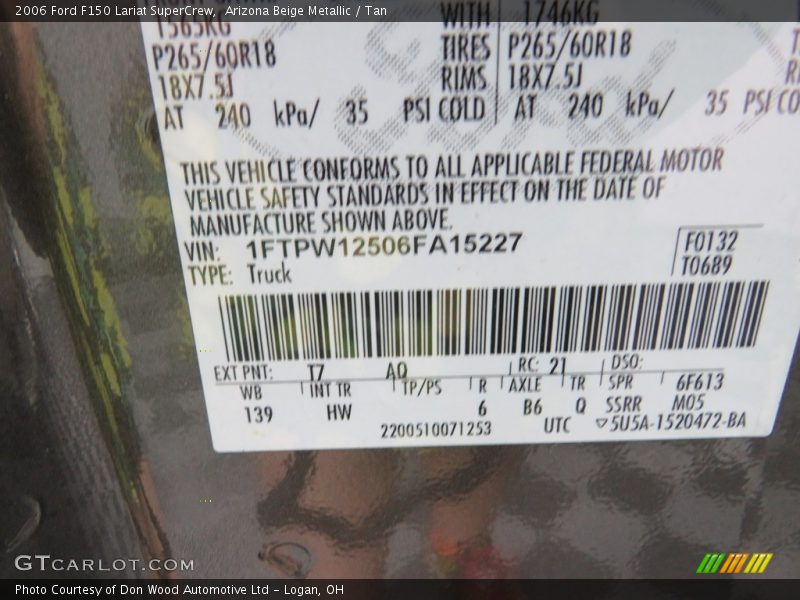 2006 Ford F150 Lariat SuperCrew, Arizona Beige Metallic / Tan
1565KG WITH 1746KG
P265/60R18 TIRES P265/60R18
18X7.5J RIMS 18X7.5J
AT 240 kPa/ 35 PSI COLD AT 240 kPa/ 35 PSI CO
THIS VEHICLE CONFORMS TO ALL APPLICABLE FEDERAL MOTOR
VEHICLE SAFETY STANDARDS IN EFFECT ON THE DATE OF
MANUFACTURE SHOWN ABOVE.
VIN: 1FTPW12506FA15227 F0132
TYPE: Truck T0689
EXT PNT: T7 AQ RC: 21 DSO:
WB INT TR TP/PS R AXLE TR SPR 6F613
139 HW 6 B6 Q SSRR M05
2200510071253 UTC ▽5U5A-1520472-BA
GTCARLOT.COM
Photo Courtesy of Don Wood Automotive Ltd - Logan, OH